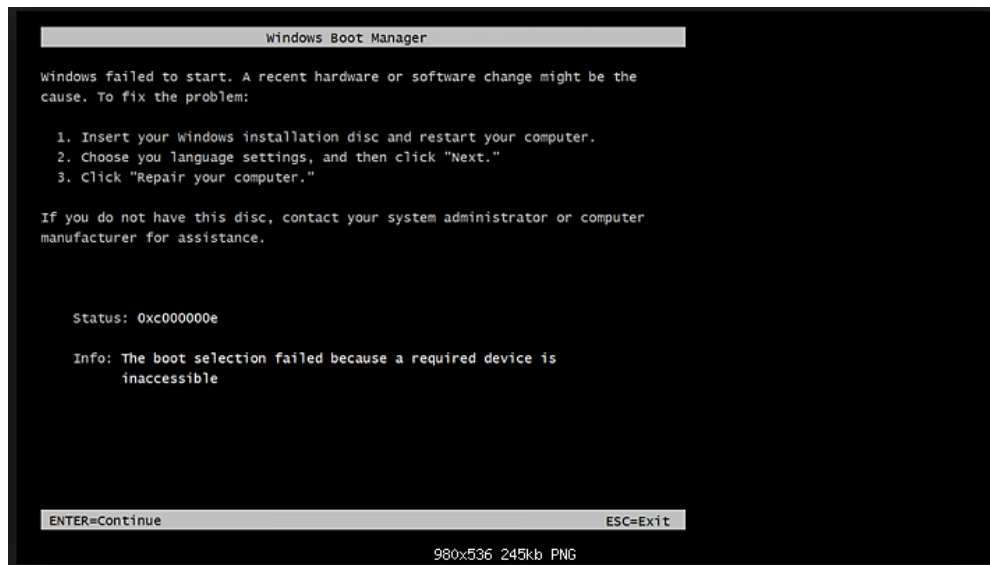 Windows Boot Manager
Windows failed to start. A recent hardware or software change might be the
cause. To fix the problem:
1. Insert your Windows installation disc and restart your computer.
2. Choose you language settings, and then click "Next."
3. Click "Repair your computer."
If you do not have this disc, contact your system administrator or computer
manufacturer for assistance.
Status: 0xc000000e
Info: The boot selection failed because a required device is
inaccessible
ENTER=Continue ESC=Exit
980x536 245kb PNG